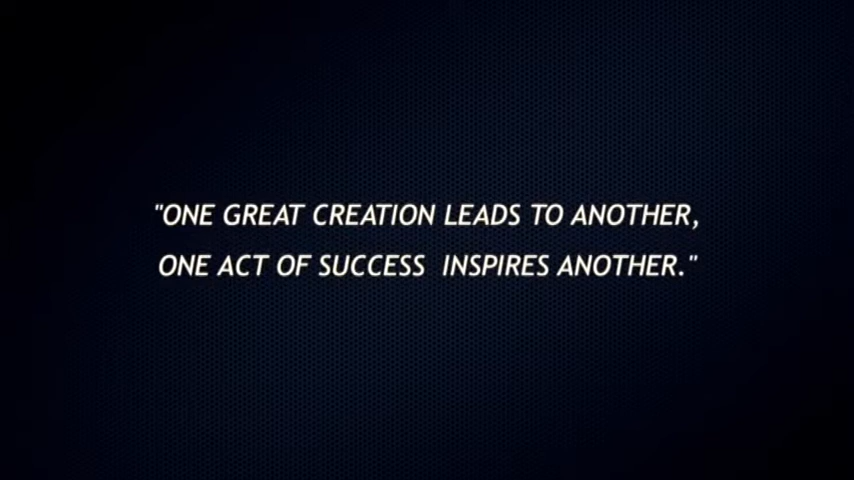 "ONE GREAT CREATION LEADS TO ANOTHER,
ONE ACT OF SUCCESS  INSPIRES ANOTHER."